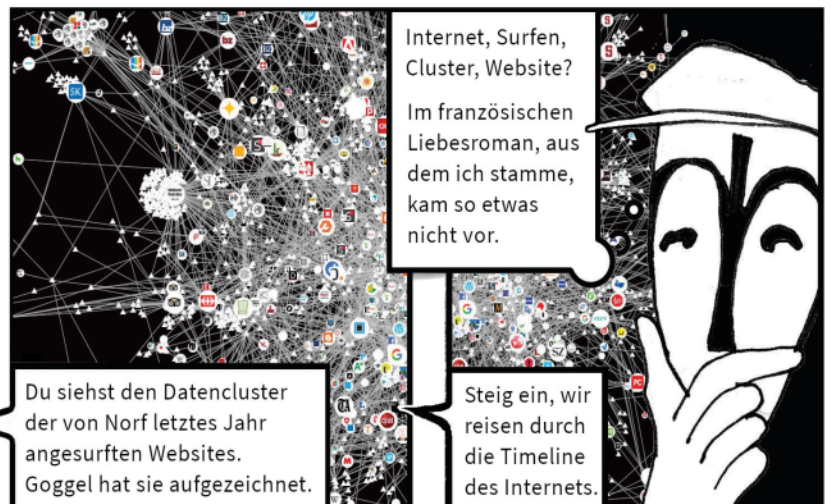 Internet, Surfen,
Cluster, Website?
Im französischen
Liebesroman, aus
dem ich stamme,
kam so etwas
nicht vor.
Du siehst den Datencluster
der von Norf letztes Jahr
angesurften Websites.
Goggel hat sie aufgezeichnet.
Steig ein, wir
reisen durch
die Timeline
des Internets.